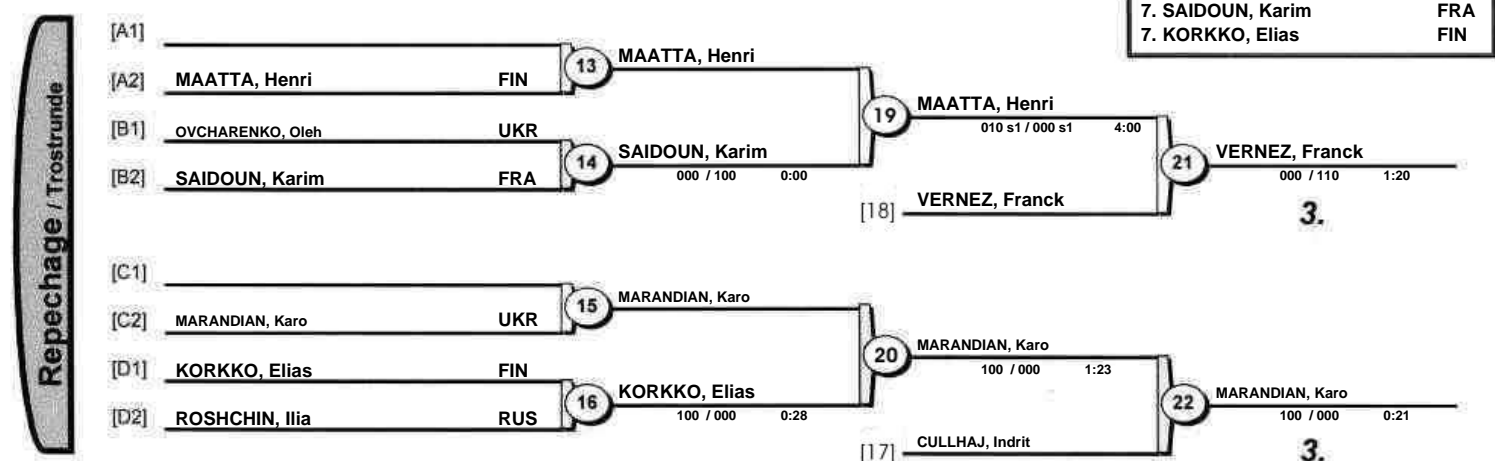 7. SAIDOUN, Karim FRA
7. KORKKO, Elias FIN
Repechage / Trostrunde
[A1]
[A2] MAATTA, Henri FIN
13 MAATTA, Henri
[B1] OVCHARENKO, Oleh UKR
[B2] SAIDOUN, Karim FRA
14 SAIDOUN, Karim
000 / 100 0:00
19 MAATTA, Henri
010 s1 / 000 s1 4:00
[18] VERNEZ, Franck
21 VERNEZ, Franck
000 / 110 1:20
3.
[C1]
[C2] MARANDIAN, Karo UKR
15 MARANDIAN, Karo
[D1] KORKKO, Elias FIN
[D2] ROSHCHIN, Ilia RUS
16 KORKKO, Elias
100 / 000 0:28
20 MARANDIAN, Karo
100 / 000 1:23
[17] CULLHAJ, Indrit
22 MARANDIAN, Karo
100 / 000 0:21
3.